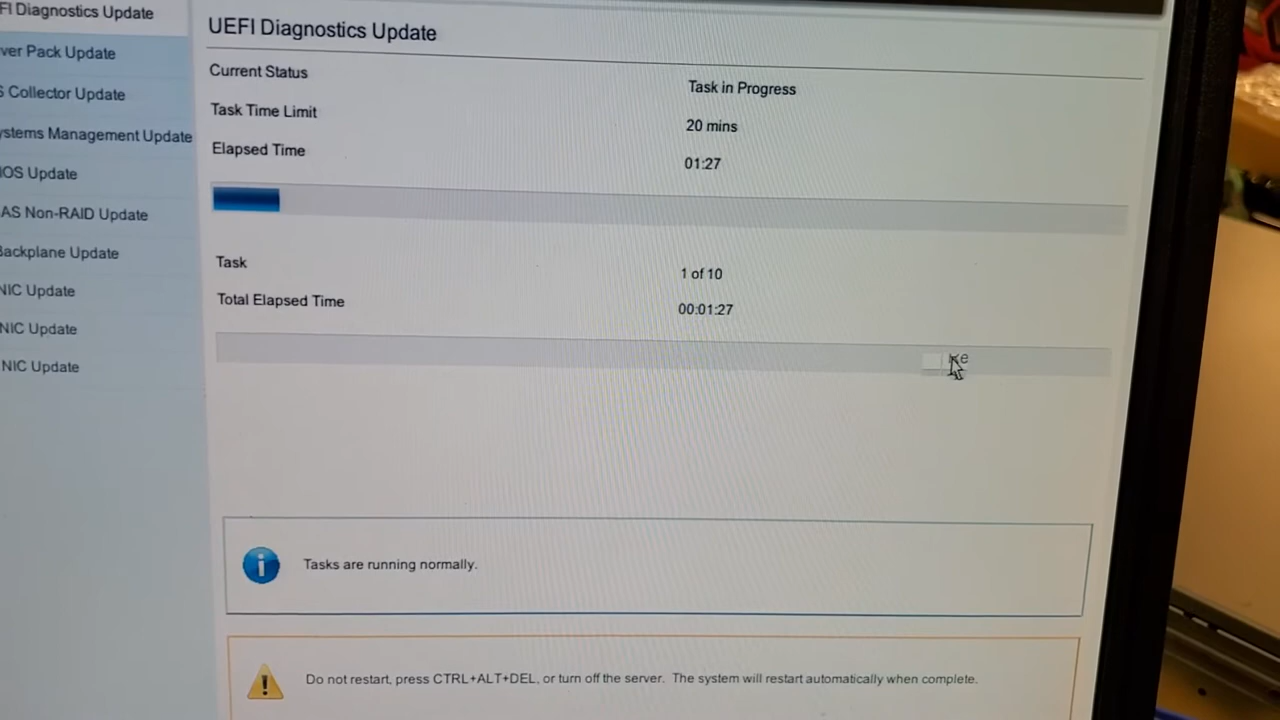 FI Diagnostics Update
ver Pack Update
S Collector Update
ystems Management Update
IOS Update
AS Non-RAID Update
Backplane Update
NIC Update
NIC Update
NIC Update
UEFI Diagnostics Update
Current Status Task in Progress
Task Time Limit 20 mins
Elapsed Time 01:27
Task 1 of 10
Total Elapsed Time 00:01:27
Tasks are running normally.
Do not restart, press CTRL+ALT+DEL, or turn off the server. The system will restart automatically when complete.